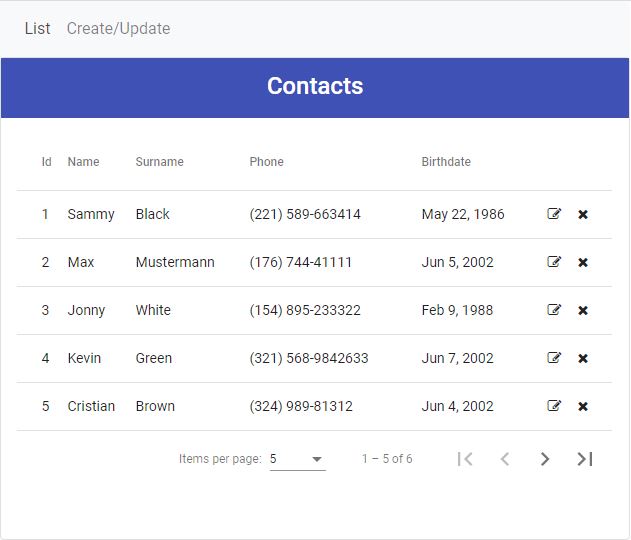 List Create/Update
Contacts
Id Name Surname Phone Birthdate
1 Sammy Black (221) 589-663414 May 22, 1986
2 Max Mustermann (176) 744-41111 Jun 5, 2002
3 Jonny White (154) 895-233322 Feb 9, 1988
4 Kevin Green (321) 568-9842633 Jun 7, 2002
5 Cristian Brown (324) 989-81312 Jun 4, 2002
Items per page: 5 1 – 5 of 6